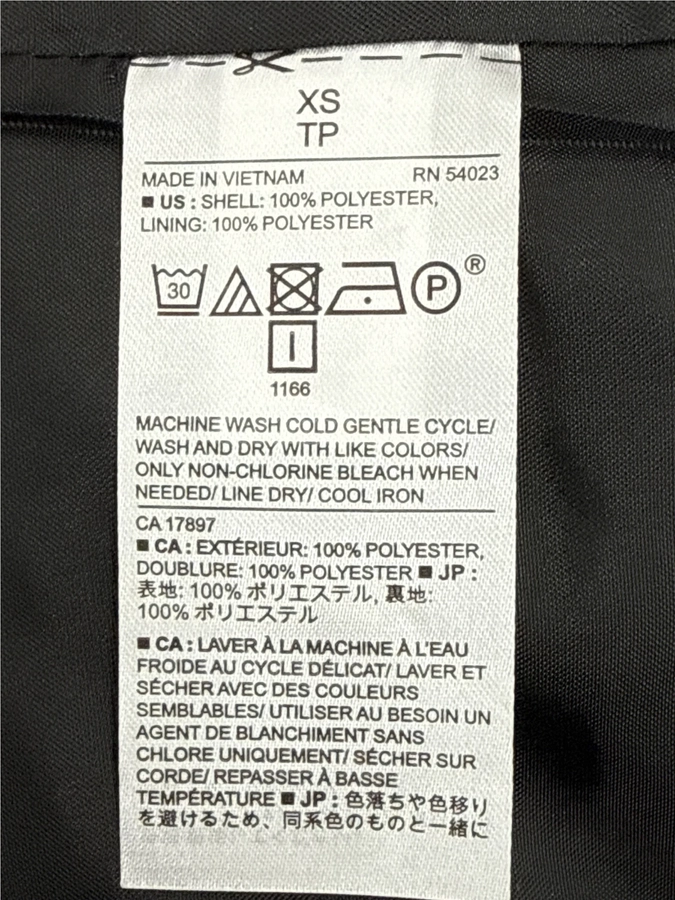 XS
TP
MADE IN VIETNAM RN 54023
■ US : SHELL: 100% POLYESTER,
LINING: 100% POLYESTER
30 P ®
1166
MACHINE WASH COLD GENTLE CYCLE/
WASH AND DRY WITH LIKE COLORS/
ONLY NON-CHLORINE BLEACH WHEN
NEEDED/ LINE DRY/ COOL IRON
CA 17897
■ CA : EXTÉRIEUR: 100% POLYESTER,
DOUBLURE: 100% POLYESTER ■ JP :
表地: 100% ポリエステル, 裏地:
100% ポリエステル
■ CA : LAVER À LA MACHINE À L'EAU
FROIDE AU CYCLE DÉLICAT/ LAVER ET
SÉCHER AVEC DES COULEURS
SEMBLABLES/ UTILISER AU BESOIN UN
AGENT DE BLANCHIMENT SANS
CHLORE UNIQUEMENT/ SÉCHER SUR
CORDE/ REPASSER À BASSE
TEMPÉRATURE ■ JP : 色落ちや色移り
を避けるため、同系色のものと一緒に